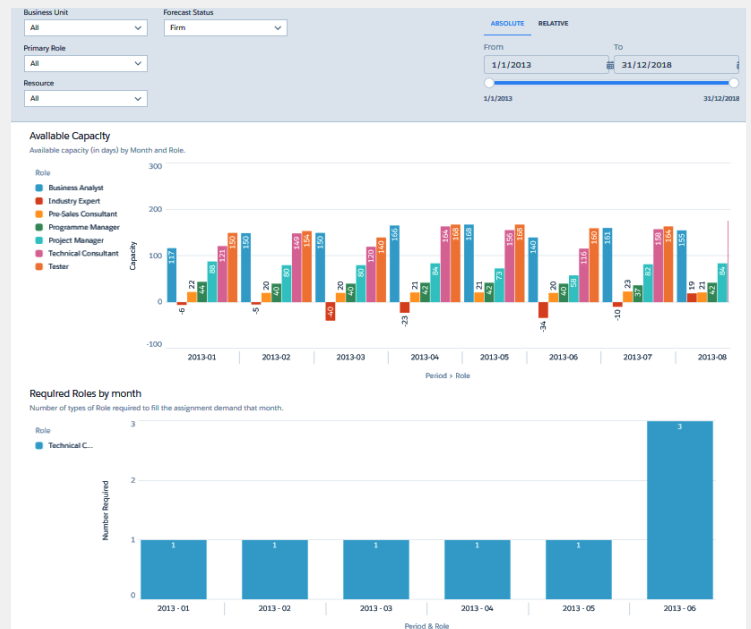 Business Unit
Forecast Status
All
Firm
ABSOLUTE RELATIVE
Primary Role
From To
All
1/1/2013 31/12/2018
Resource
All
1/1/2013 31/12/2018
Available Capacity
Available capacity (in days) by Month and Role.
Role
Business Analyst
Industry Expert
Pre-Sales Consultant
Programme Manager
Project Manager
Technical Consultant
Tester
Capacity
300
200
100
0
-100
117 -6 22 44 88 121 150
150 -5 20 40 80 149 154
150 -40 20 40 80 120 140
166 -23 21 42 84 164 168
168 21 42 73 156 168
140 -34 20 40 58 116 160
161 -10 23 37 82 158 164
155 19 21 42 84
2013-01 2013-02 2013-03 2013-04 2013-05 2013-06 2013-07 2013-08
Period > Role
Required Roles by month
Number of types of Role required to fill the assignment demand that month.
Role
Technical C...
Number Required
3
2
1
0
1 1 1 1 1 3
2013 - 01 2013 - 02 2013 - 03 2013 - 04 2013 - 05 2013 - 06
Period & Role